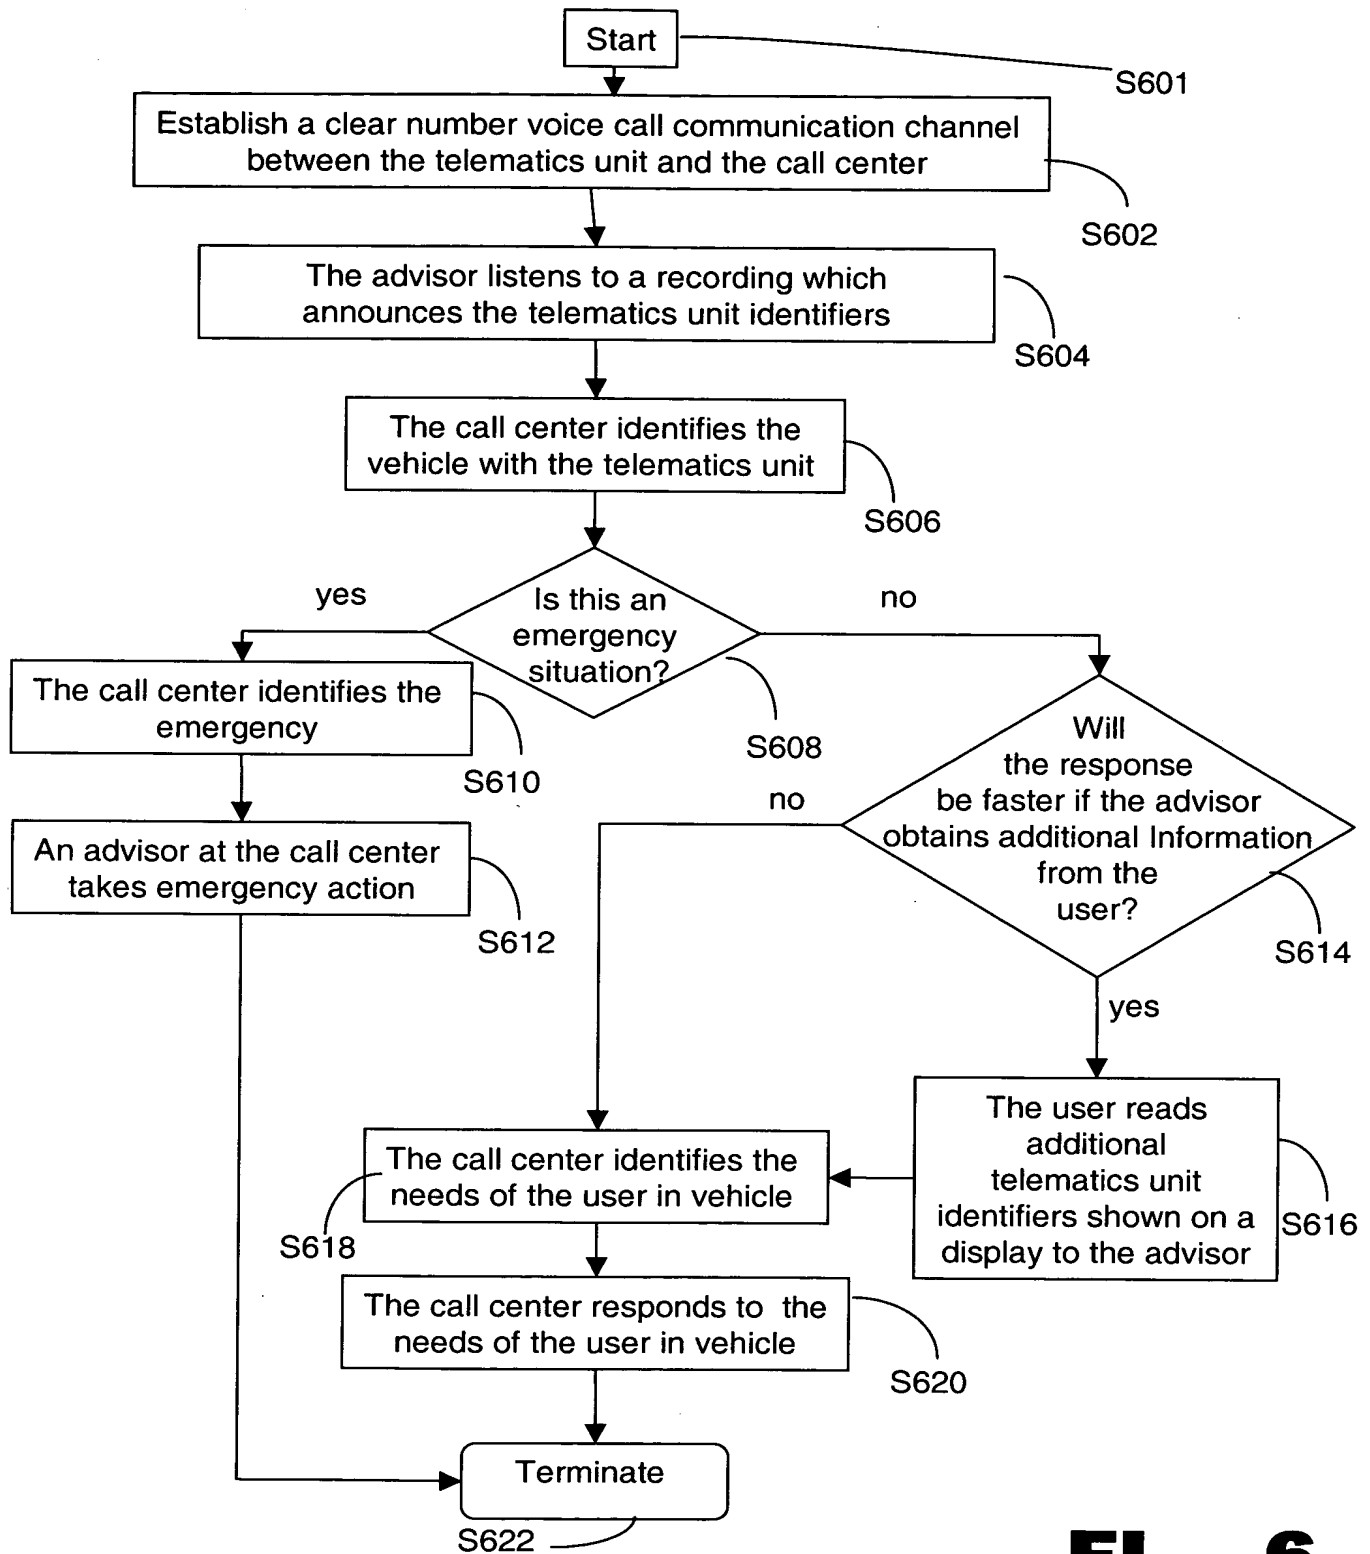 Start
S601
Establish a clear number voice call communication channel
between the telematics unit and the call center
S602
The advisor listens to a recording which
announces the telematics unit identifiers
S604
The call center identifies the
vehicle with the telematics unit
S606
yes
Is this an
emergency
situation?
no
S608
The call center identifies the
emergency
S610
Will
the response
be faster if the advisor
obtains additional Information
from the
user?
S614
no
An advisor at the call center
takes emergency action
S612
yes
The user reads
additional
telematics unit
identifiers shown on a
display to the advisor
S616
The call center identifies the
needs of the user in vehicle
S618
The call center responds to the
needs of the user in vehicle
S620
Terminate
S622